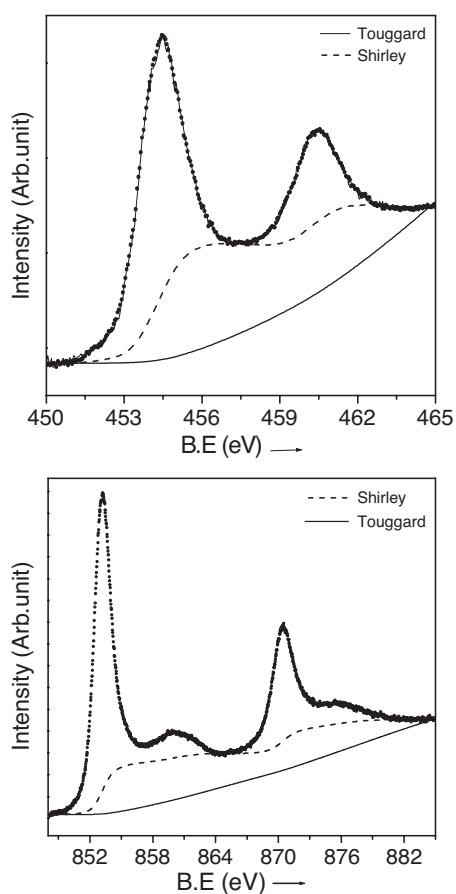 Touggard
Shirley
Intensity (Arb.unit)
450 453 456 459 462 465
B.E (eV)
Shirley
Touggard
Intensity (Arb.unit)
852 858 864 870 876 882
B.E (eV)